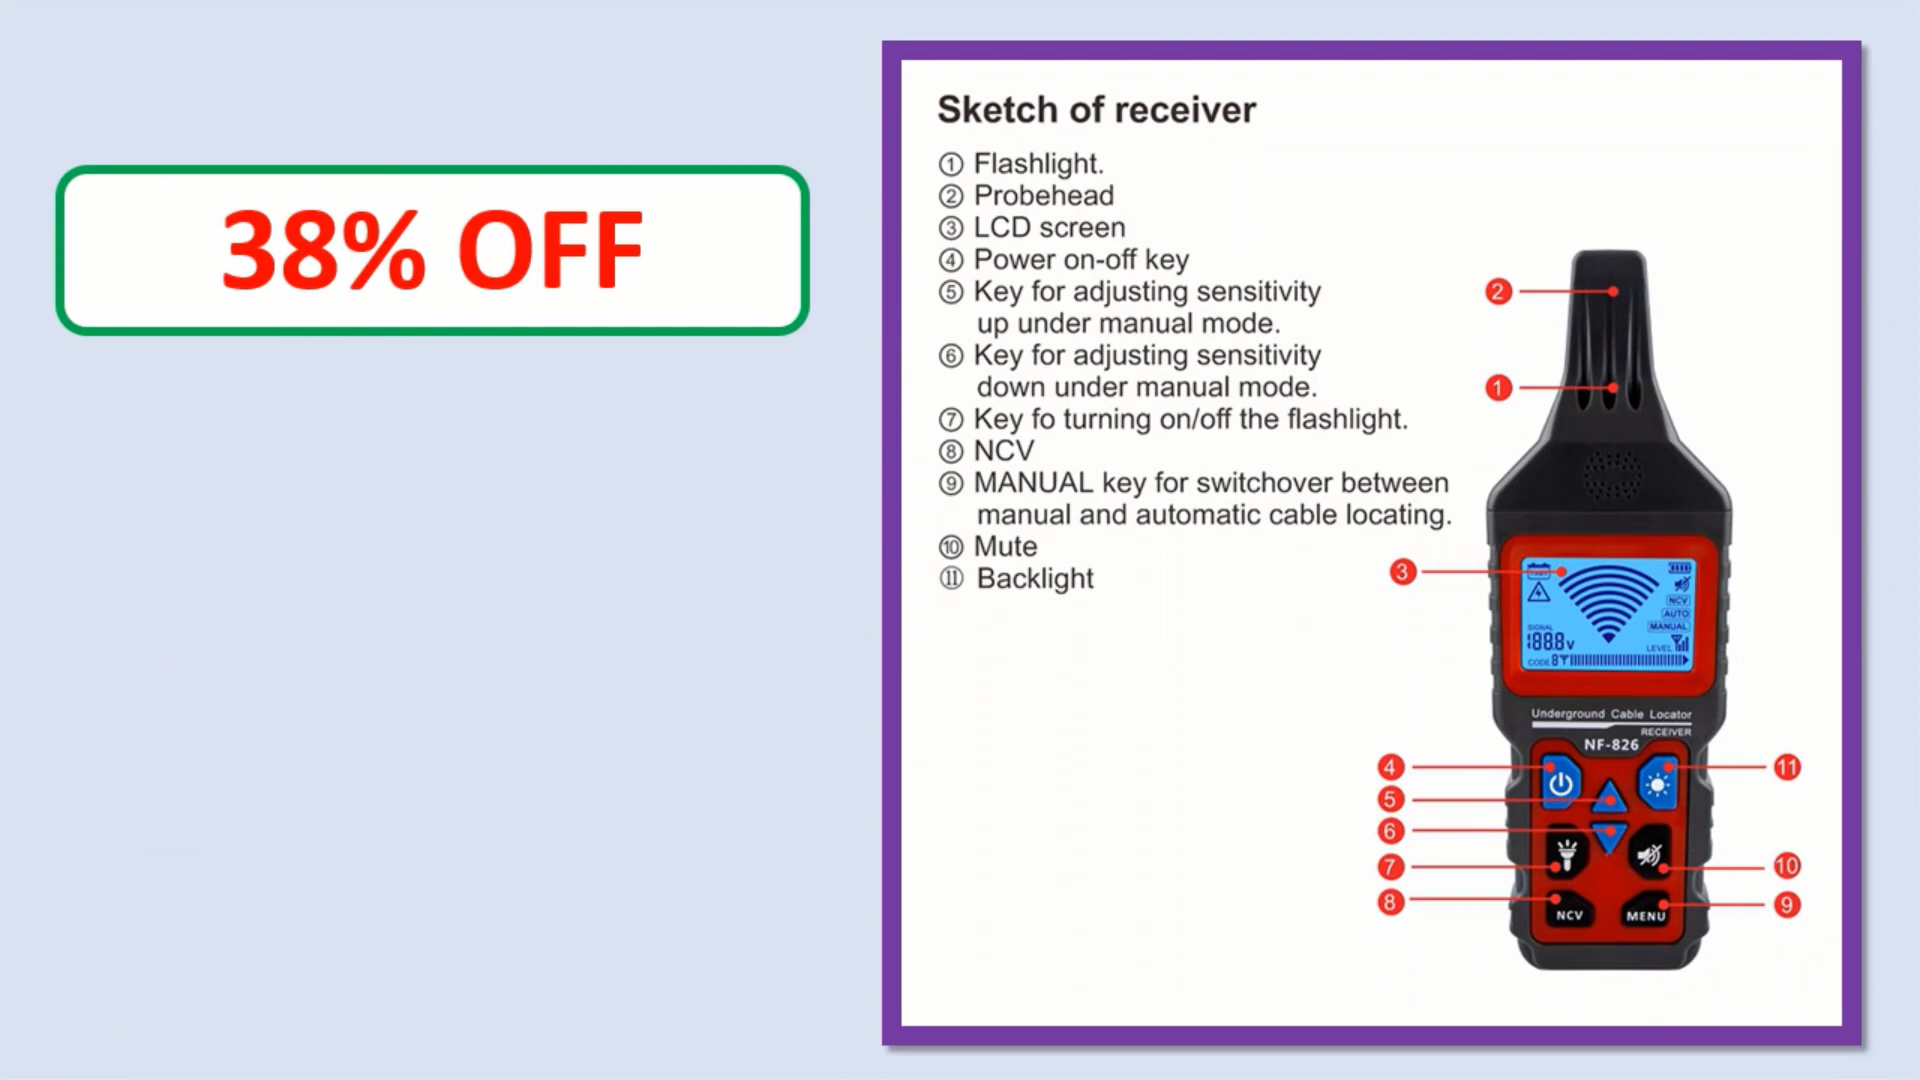 38% OFF
Sketch of receiver
① Flashlight.
② Probehead
③ LCD screen
④ Power on-off key
⑤ Key for adjusting sensitivity
up under manual mode.
⑥ Key for adjusting sensitivity
down under manual mode.
⑦ Key fo turning on/off the flashlight.
⑧ NCV
⑨ MANUAL key for switchover between
manual and automatic cable locating.
⑩ Mute
⑪ Backlight
2
1
3
NCV
AUTO
MANUAL
SIGNAL
188.8 V
LEVEL
CODE 8
Underground Cable Locator
RECEIVER
NF-826
4
11
5
6
7
10
8
9
NCV
MENU